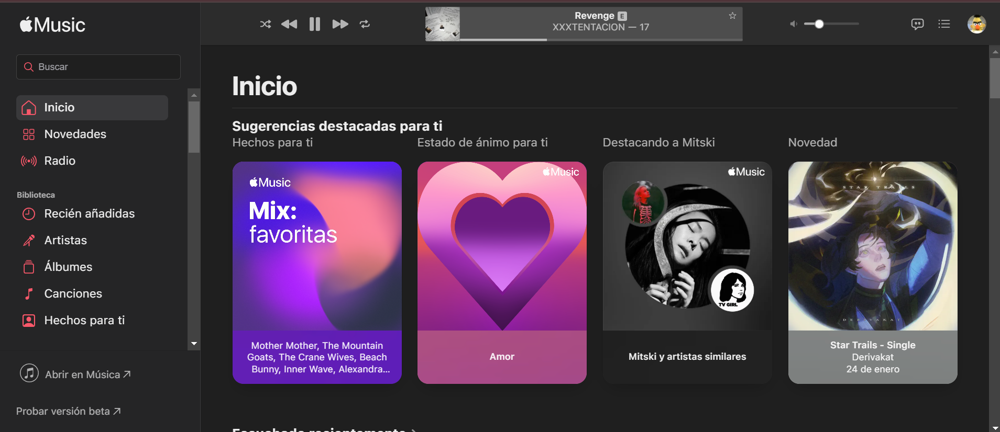 Music
Buscar
Inicio
Novedades
Radio
Biblioteca
Recién añadidas
Artistas
Álbumes
Canciones
Hechos para ti
Abrir en Música
Probar versión beta
Revenge E
XXXTENTACION — 17
Inicio
Sugerencias destacadas para ti
Hechos para ti
Music
Mix:
favoritas
Mother Mother, The Mountain
Goats, The Crane Wives, Beach
Bunny, Inner Wave, Alexandra...
Estado de ánimo para ti
Music
Amor
Destacando a Mitski
Music
TV GIRL
Mitski y artistas similares
Novedad
STAR TRAILS
DERIVAKAT
Star Trails - Single
Derivakat
24 de enero
Escuchado recientemente